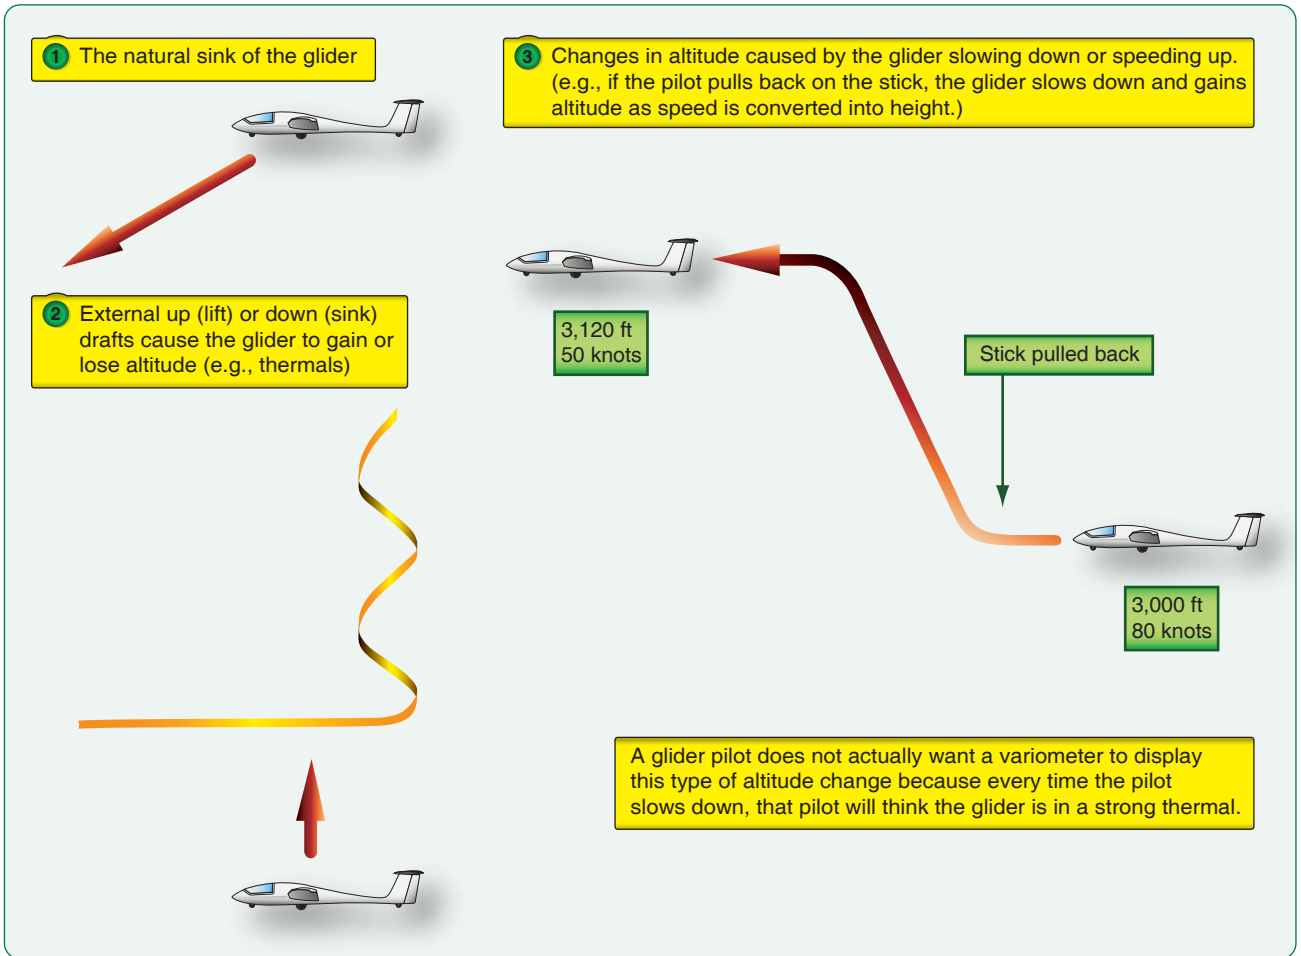 1 The natural sink of the glider
2 External up (lift) or down (sink)
drafts cause the glider to gain or
lose altitude (e.g., thermals)
3 Changes in altitude caused by the glider slowing down or speeding up.
(e.g., if the pilot pulls back on the stick, the glider slows down and gains
altitude as speed is converted into height.)
3,120 ft
50 knots
Stick pulled back
3,000 ft
80 knots
A glider pilot does not actually want a variometer to display
this type of altitude change because every time the pilot
slows down, that pilot will think the glider is in a strong thermal.